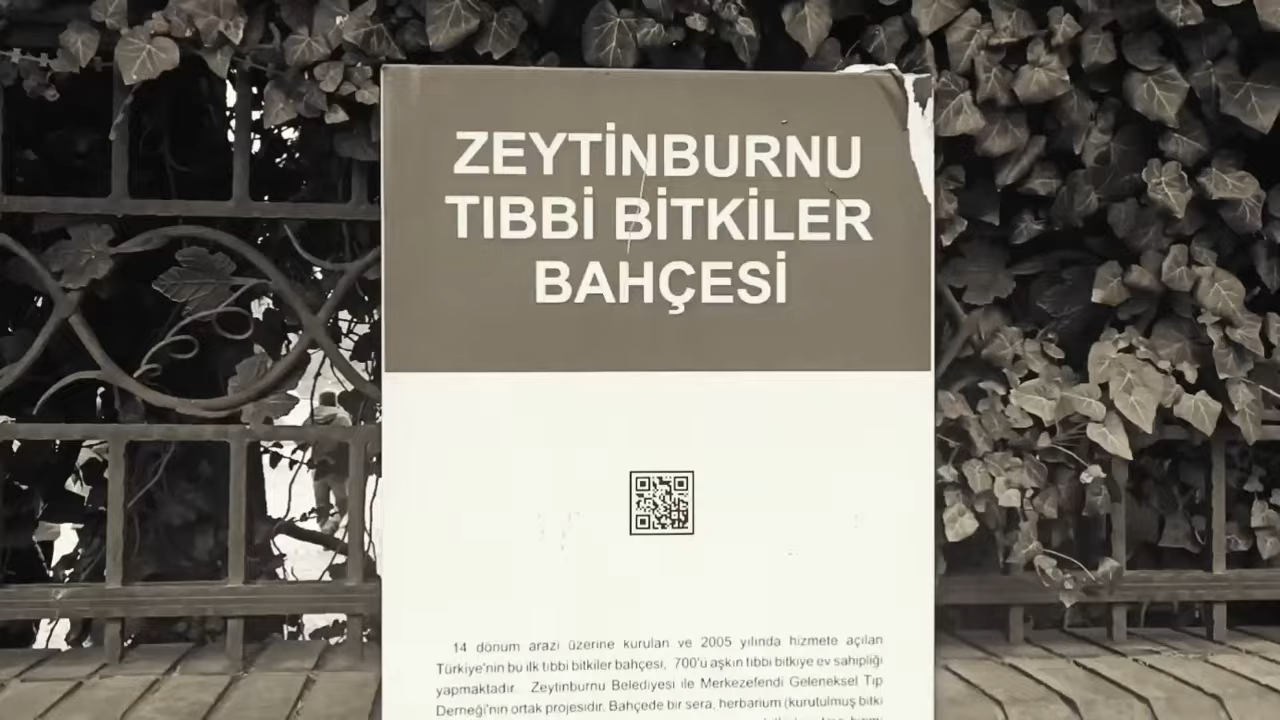 ZEYTİNBURNU
TIBBİ BİTKİLER
BAHÇESİ
14 dönüm arazi üzerine kurulan ve 2005 yılında hizmete açılan
Türkiye'nin bu ilk tıbbi bitkiler bahçesi, 700'ü aşkın tıbbi bitkiye ev sahipliği
yapmaktadır. Zeytinburnu Belediyesi ile Merkezefendi Geleneksel Tıp
Derneği'nin ortak projesidir. Bahçede bir sera, herbarium (kurutulmuş bitki